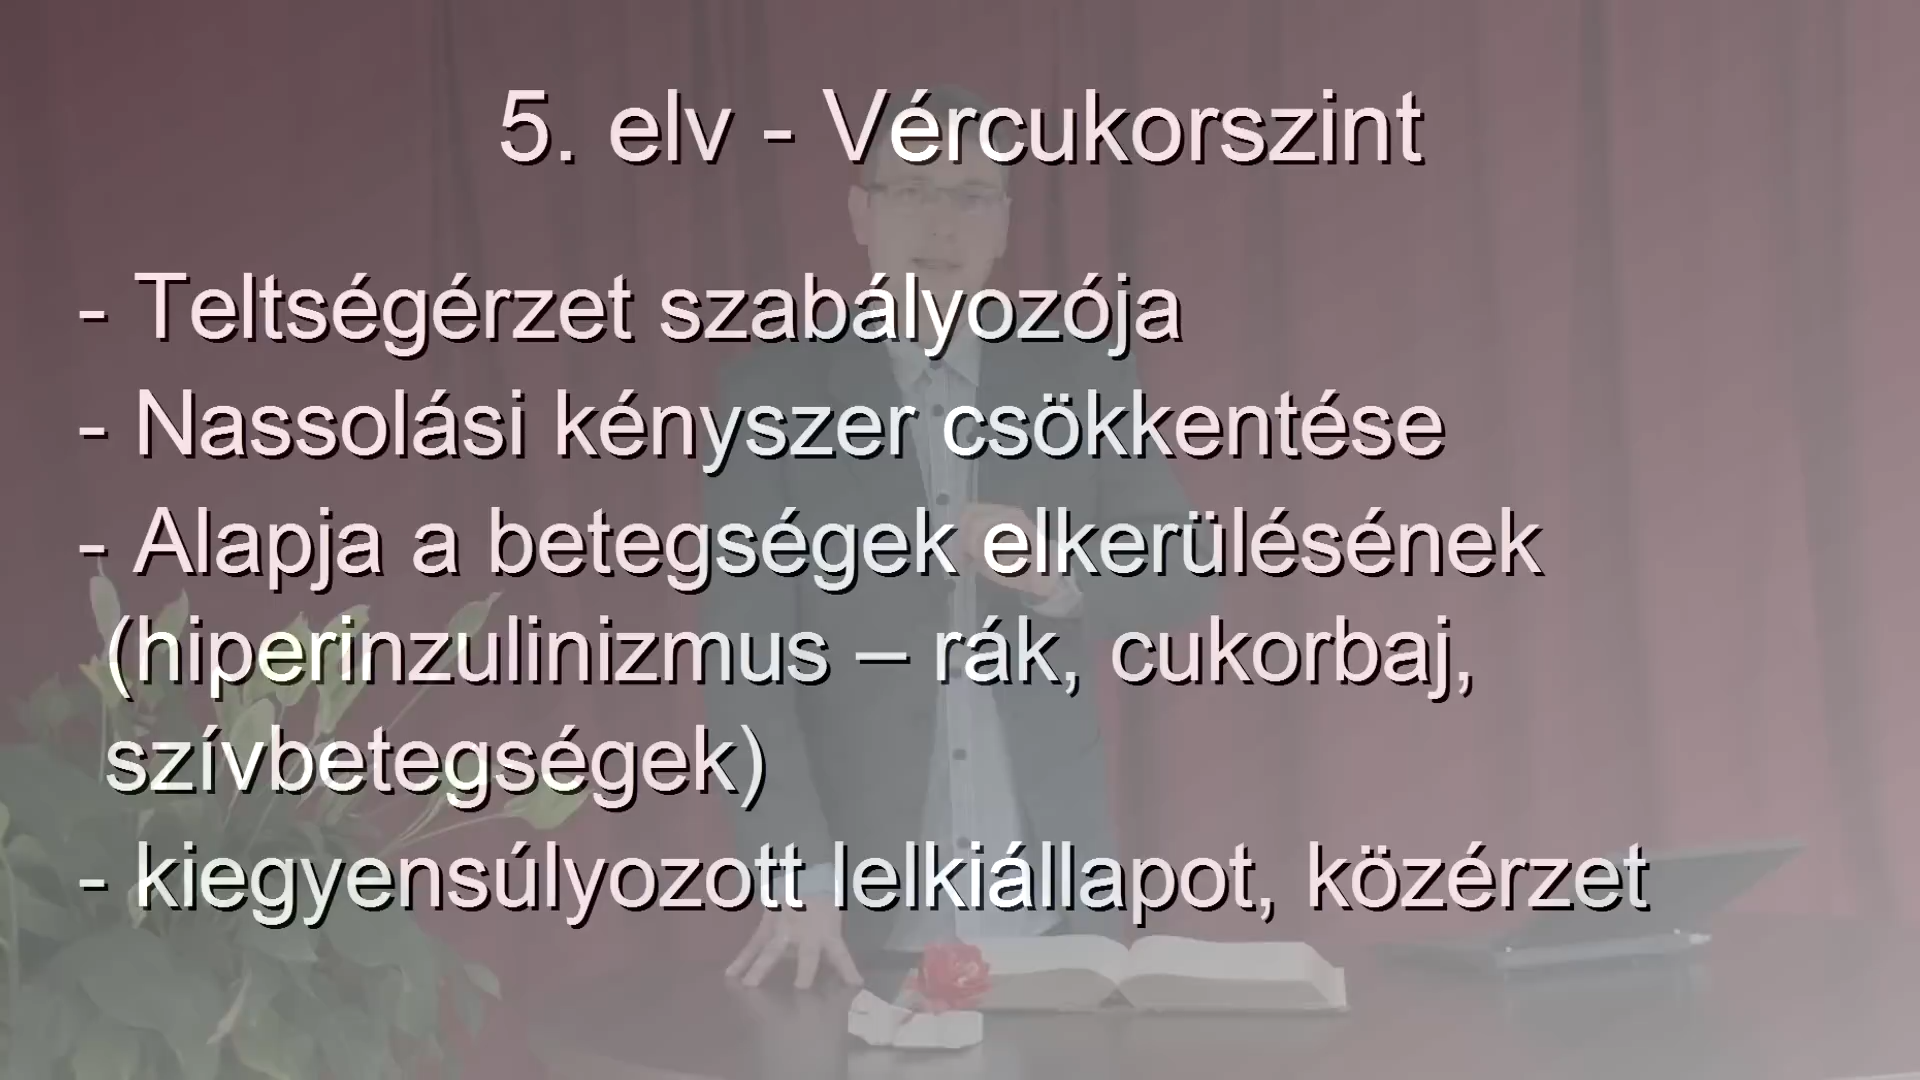 5. elv - Vércukorszint
- Teltségérzet szabályozója
- Nassolási kényszer csökkentése
- Alapja a betegségek elkerülésének
(hiperinzulinizmus – rák, cukorbaj,
szívbetegségek)
- kiegyensúlyozott lelkiállapot, közérzet